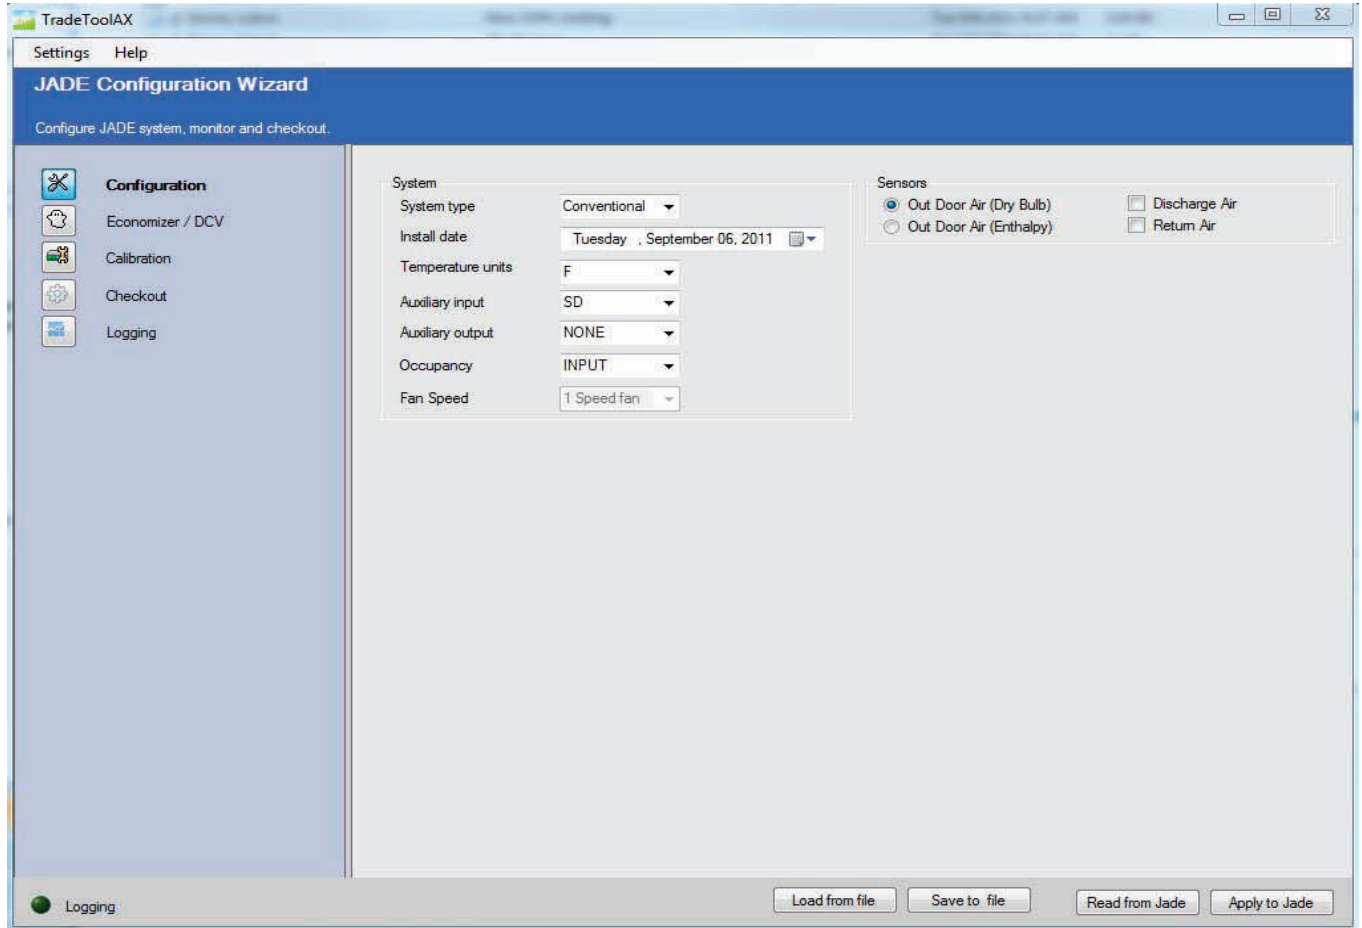 TradeToolAX
Settings Help
JADE Configuration Wizard
Configure JADE system, monitor and checkout.
Configuration
Economizer / DCV
Calibration
Checkout
Logging
System
System type Conventional
Install date Tuesday , September 06, 2011
Temperature units F
Auxiliary input SD
Auxiliary output NONE
Occupancy INPUT
Fan Speed 1 Speed fan
Sensors
Out Door Air (Dry Bulb) Discharge Air
Out Door Air (Enthalpy) Return Air
Logging Load from file Save to file Read from Jade Apply to Jade